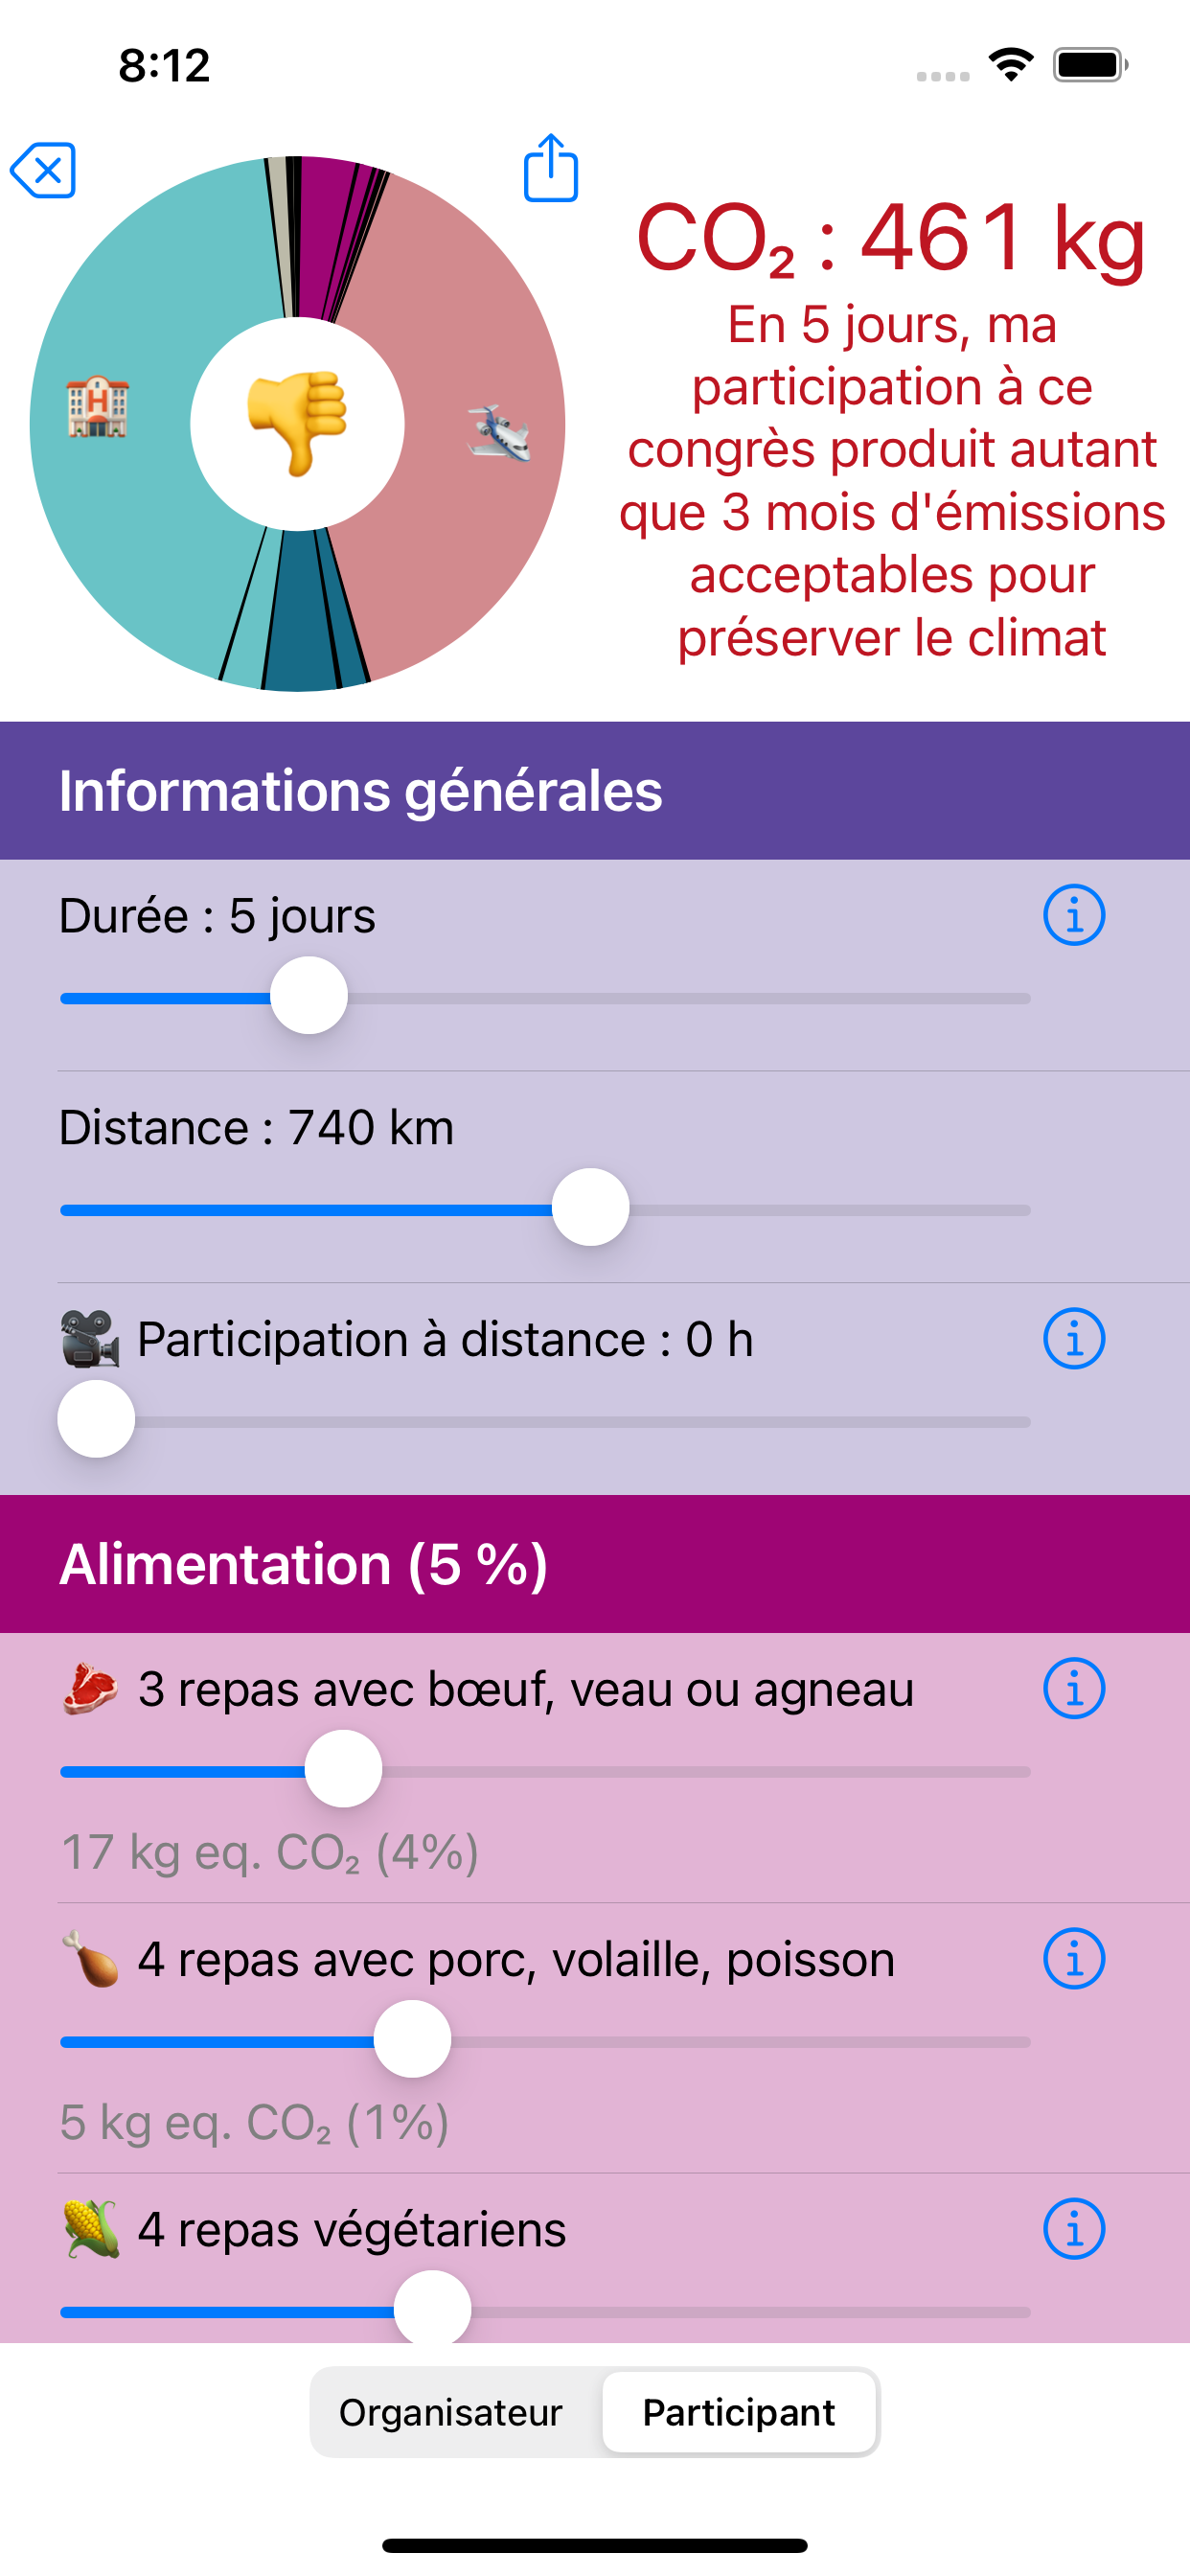 8:12
CO₂ : 461 kg
En 5 jours, ma
participation à ce
congrès produit autant
que 3 mois d'émissions
acceptables pour
préserver le climat
H
Informations générales
Durée : 5 jours
Distance : 740 km
Participation à distance : 0 h
Alimentation (5 %)
3 repas avec bœuf, veau ou agneau
17 kg eq. CO₂ (4%)
4 repas avec porc, volaille, poisson
5 kg eq. CO₂ (1%)
4 repas végétariens
Organisateur
Participant